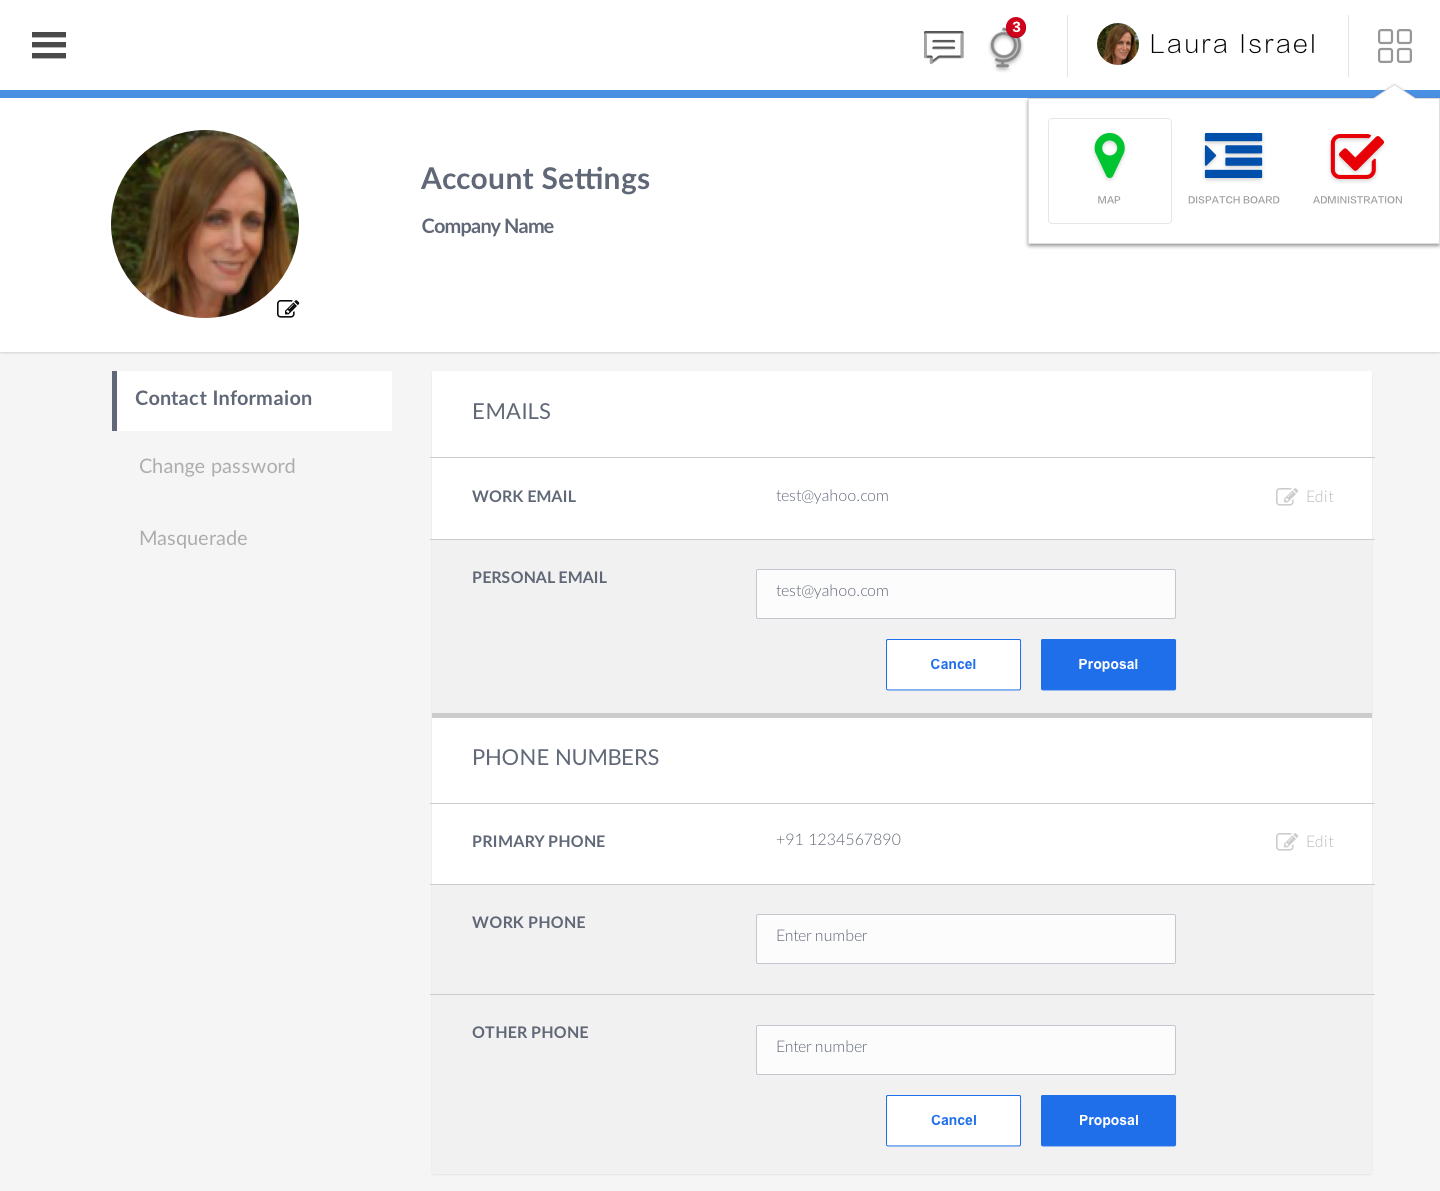 3
Laura Israel
MAP
DISPATCH BOARD
ADMINISTRATION
Account Settings
Company Name
Contact Informaion
Change password
Masquerade
EMAILS
WORK EMAIL
test@yahoo.com
Edit
PERSONAL EMAIL
test@yahoo.com
Cancel
Proposal
PHONE NUMBERS
PRIMARY PHONE
+91 1234567890
Edit
WORK PHONE
Enter number
OTHER PHONE
Enter number
Cancel
Proposal